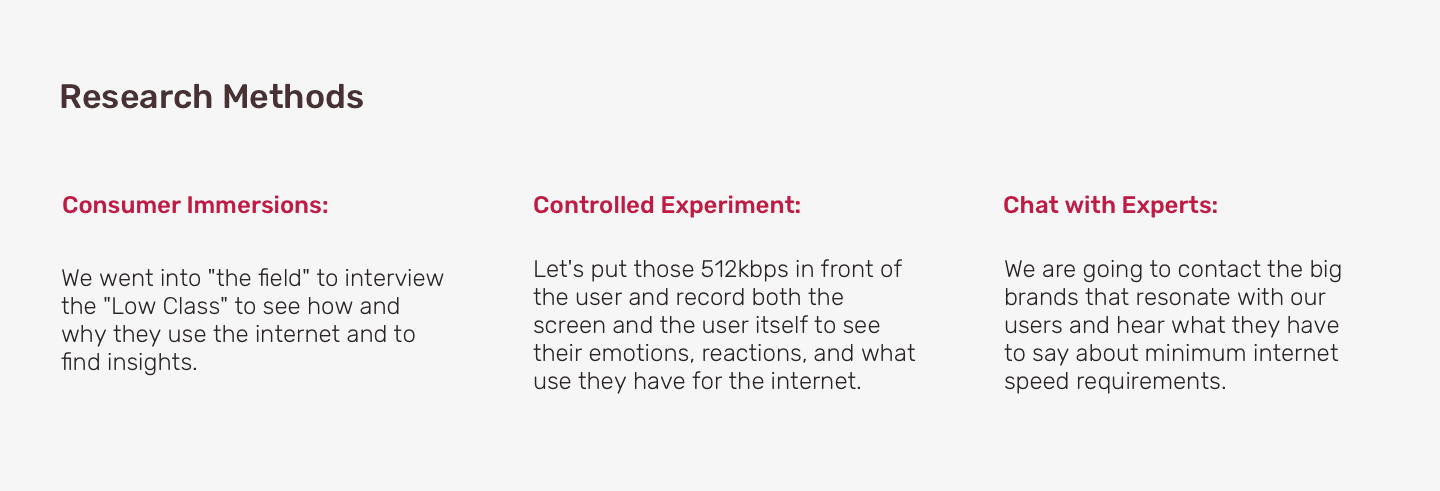 Research Methods
Consumer Immersions:
We went into "the field" to interview
the "Low Class" to see how and
why they use the internet and to
find insights.
Controlled Experiment:
Let's put those 512kbps in front of
the user and record both the
screen and the user itself to see
their emotions, reactions, and what
use they have for the internet.
Chat with Experts:
We are going to contact the big
brands that resonate with our
users and hear what they have
to say about minimum internet
speed requirements.